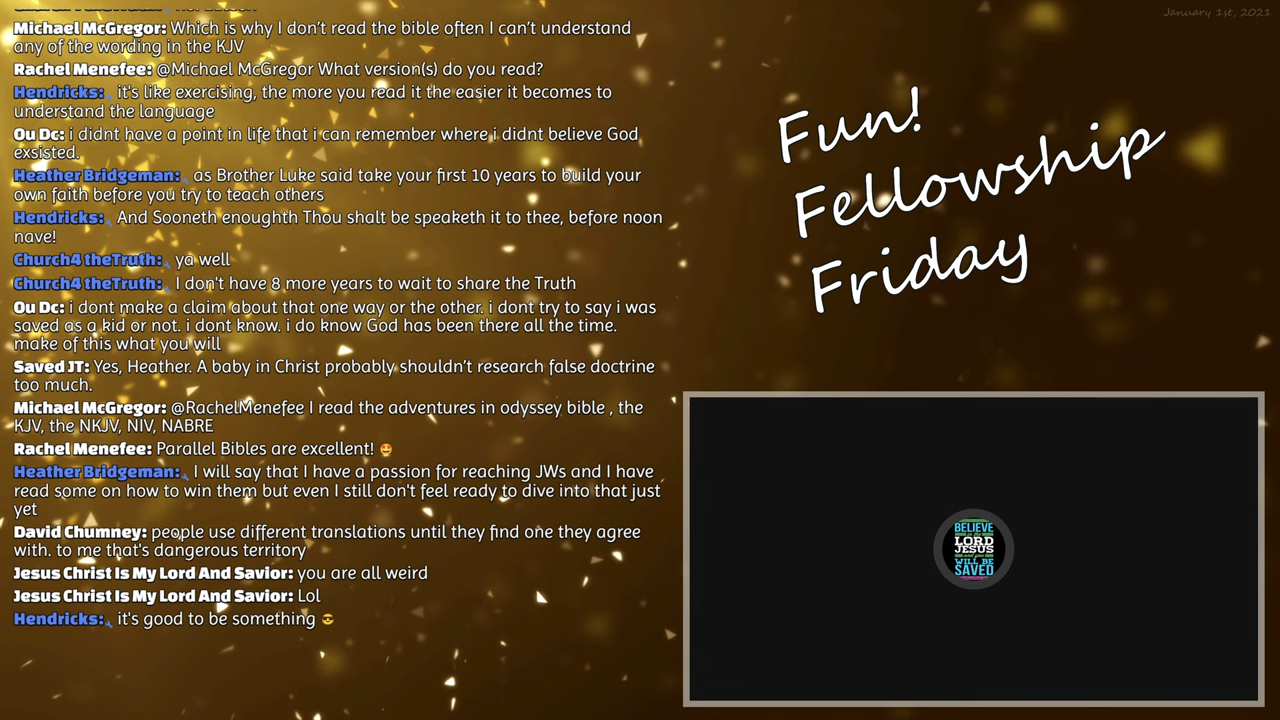 January 1st, 2021
Michael McGregor: Which is why I don’t read the bible often I can’t understand
any of the wording in the KJV
Rachel Menefee: @Michael McGregor What version(s) do you read?
Hendricks: it's like exercising, the more you read it the easier it becomes to
understand the language
Ou Dc: i didnt have a point in life that i can remember where i didnt believe God
exsisted.
Heather Bridgeman: as Brother Luke said take your first 10 years to build your
own faith before you try to teach others
Hendricks: And Sooneth enoughth Thou shalt be speaketh it to thee, before noon
nave!
Church4 theTruth: ya well
Church4 theTruth: I don't have 8 more years to wait to share the Truth
Ou Dc: i dont make a claim about that one way or the other. i dont try to say i was
saved as a kid or not. i dont know. i do know God has been there all the time.
make of this what you will
Saved JT: Yes, Heather. A baby in Christ probably shouldn’t research false doctrine
too much.
Michael McGregor: @RachelMenefee I read the adventures in odyssey bible , the
KJV, the NKJV, NIV, NABRE
Rachel Menefee: Parallel Bibles are excellent! 🤩
Heather Bridgeman: I will say that I have a passion for reaching JWs and I have
read some on how to win them but even I still don't feel ready to dive into that just
yet
David Chumney: people use different translations until they find one they agree
with. to me that's dangerous territory
Jesus Christ Is My Lord And Savior: you are all weird
Jesus Christ Is My Lord And Savior: Lol
Hendricks: it's good to be something 😎
Fun!
Fellowship
Friday
BELIEVE
LORD
JESUS
WILL BE
SAVED